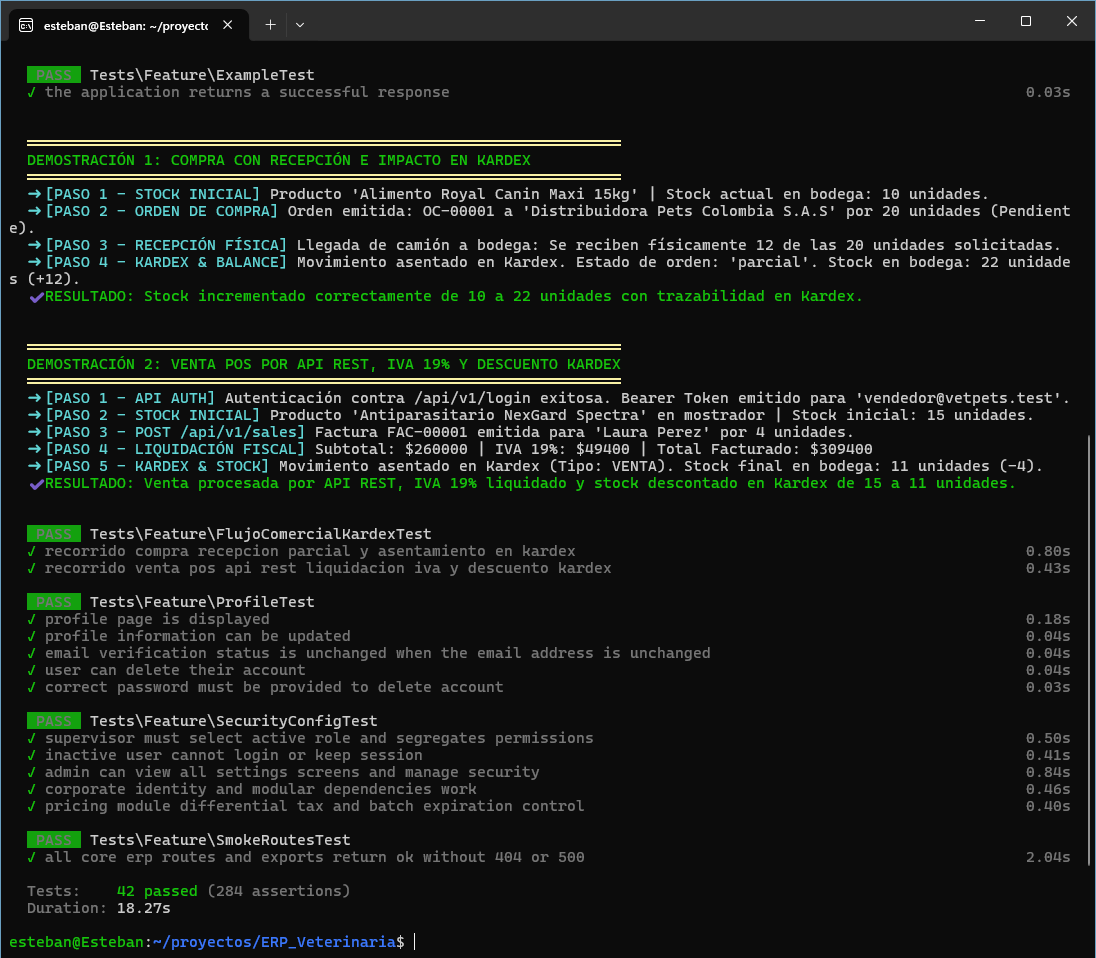 esteban@Esteban: ~/proyecto
PASS Tests\Feature\ExampleTest
✓ the application returns a successful response 0.03s
DEMOSTRACIÓN 1: COMPRA CON RECEPCIÓN E IMPACTO EN KARDEX
➔ [PASO 1 - STOCK INICIAL] Producto 'Alimento Royal Canin Maxi 15kg' | Stock actual en bodega: 10 unidades.
➔ [PASO 2 - ORDEN DE COMPRA] Orden emitida: OC-00001 a 'Distribuidora Pets Colombia S.A.S' por 20 unidades (Pendient
e).
➔ [PASO 3 - RECEPCIÓN FÍSICA] Llegada de camión a bodega: Se reciben físicamente 12 de las 20 unidades solicitadas.
➔ [PASO 4 - KARDEX & BALANCE] Movimiento asentado en Kardex. Estado de orden: 'parcial'. Stock en bodega: 22 unidade
s (+12).
✔RESULTADO: Stock incrementado correctamente de 10 a 22 unidades con trazabilidad en Kardex.
DEMOSTRACIÓN 2: VENTA POS POR API REST, IVA 19% Y DESCUENTO KARDEX
➔ [PASO 1 - API AUTH] Autenticación contra /api/v1/login exitosa. Bearer Token emitido para 'vendedor@vetpets.test'.
➔ [PASO 2 - STOCK INICIAL] Producto 'Antiparasitario NexGard Spectra' en mostrador | Stock inicial: 15 unidades.
➔ [PASO 3 - POST /api/v1/sales] Factura FAC-00001 emitida para 'Laura Perez' por 4 unidades.
➔ [PASO 4 - LIQUIDACIÓN FISCAL] Subtotal: $260000 | IVA 19%: $49400 | Total Facturado: $309400
➔ [PASO 5 - KARDEX & STOCK] Movimiento asentado en Kardex (Tipo: VENTA). Stock final en bodega: 11 unidades (-4).
✔RESULTADO: Venta procesada por API REST, IVA 19% liquidado y stock descontado en Kardex de 15 a 11 unidades.
PASS Tests\Feature\FlujoComercialKardexTest
✓ recorrido compra recepcion parcial y asentamiento en kardex 0.80s
✓ recorrido venta pos api rest liquidacion iva y descuento kardex 0.43s
PASS Tests\Feature\ProfileTest
✓ profile page is displayed 0.18s
✓ profile information can be updated 0.04s
✓ email verification status is unchanged when the email address is unchanged 0.04s
✓ user can delete their account 0.04s
✓ correct password must be provided to delete account 0.03s
PASS Tests\Feature\SecurityConfigTest
✓ supervisor must select active role and segregates permissions 0.50s
✓ inactive user cannot login or keep session 0.41s
✓ admin can view all settings screens and manage security 0.84s
✓ corporate identity and modular dependencies work 0.46s
✓ pricing module differential tax and batch expiration control 0.40s
PASS Tests\Feature\SmokeRoutesTest
✓ all core erp routes and exports return ok without 404 or 500 2.04s
Tests: 42 passed (284 assertions)
Duration: 18.27s
esteban@Esteban:~/proyectos/ERP_Veterinaria$